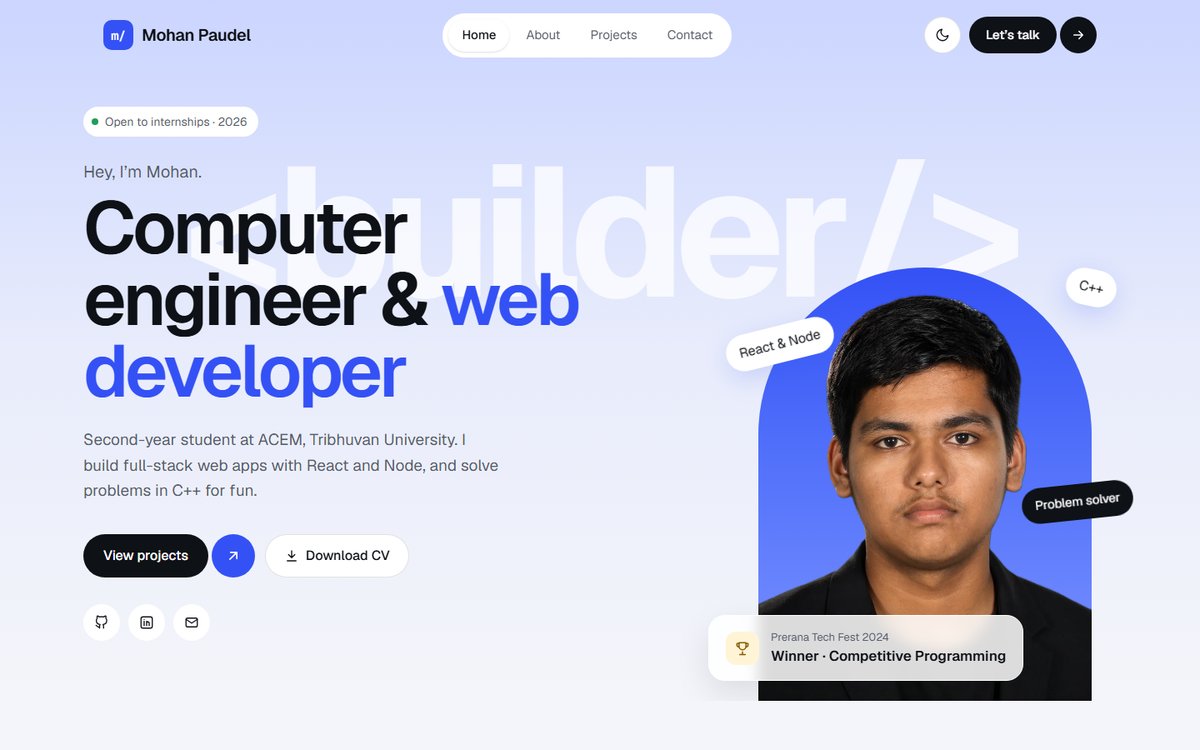 m/ Mohan Paudel
Home About Projects Contact
Let's talk
Open to internships · 2026
Hey, I'm Mohan.
<builder/>
Computer
engineer & web
developer
Second-year student at ACEM, Tribhuvan University. I
build full-stack web apps with React and Node, and solve
problems in C++ for fun.
View projects
Download CV
in
C++
React & Node
Problem solver
Prerana Tech Fest 2024
Winner · Competitive Programming